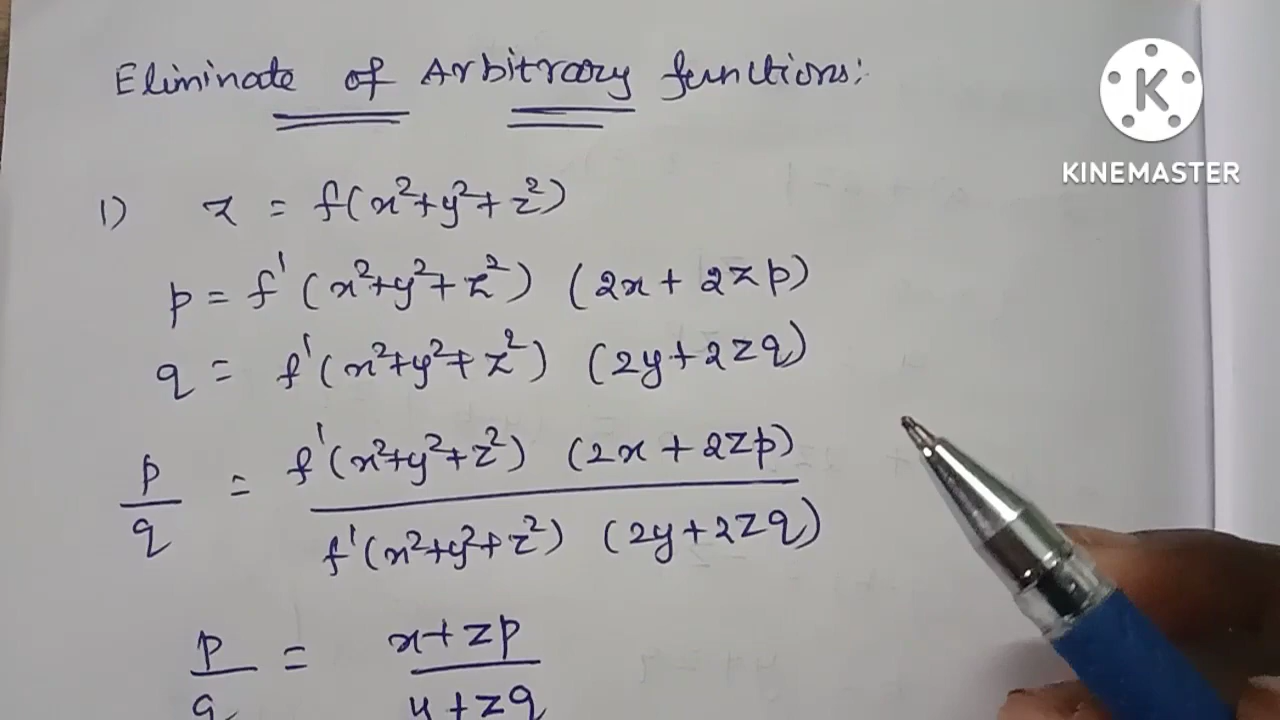 Eliminate of Arbitrary functions:
K
KINEMASTER
1) z = f(x²+y²+z²)
p = f'(x²+y²+z²) (2x + 2zp)
q = f'(x²+y²+z²) (2y+2zq)
p/q = f'(x²+y²+z²) (2x + 2zp) / f'(x²+y²+z²) (2y+2zq)
p/q = x+zp / y+zq